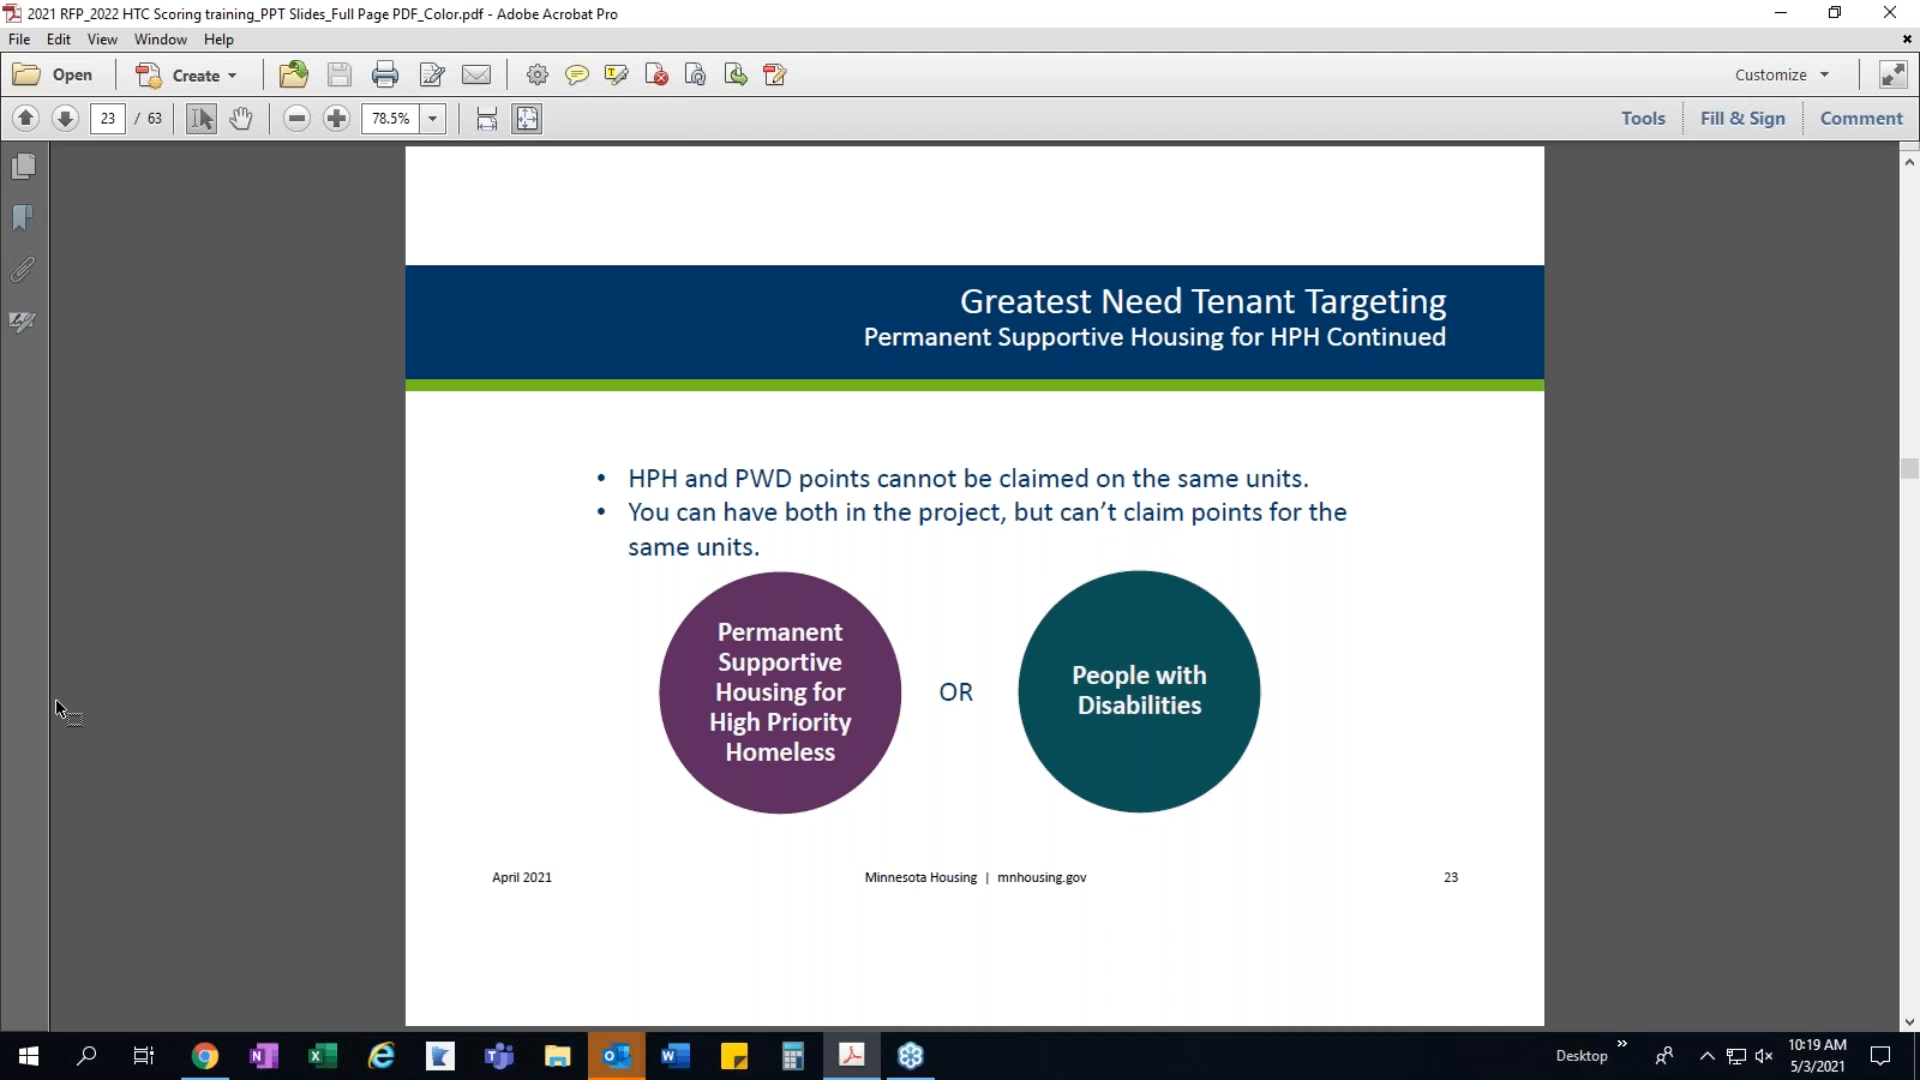 2021 RFP_2022 HTC Scoring training_PPT Slides_Full Page PDF_Color.pdf - Adobe Acrobat Pro
File Edit View Window Help
Open Create Customize
23 / 63 78.5% Tools Fill & Sign Comment
Greatest Need Tenant Targeting
Permanent Supportive Housing for HPH Continued
• HPH and PWD points cannot be claimed on the same units.
• You can have both in the project, but can’t claim points for the
same units.
Permanent
Supportive
Housing for
High Priority
Homeless
OR
People with
Disabilities
April 2021 Minnesota Housing | mnhousing.gov 23
Desktop
10:19 AM
5/3/2021